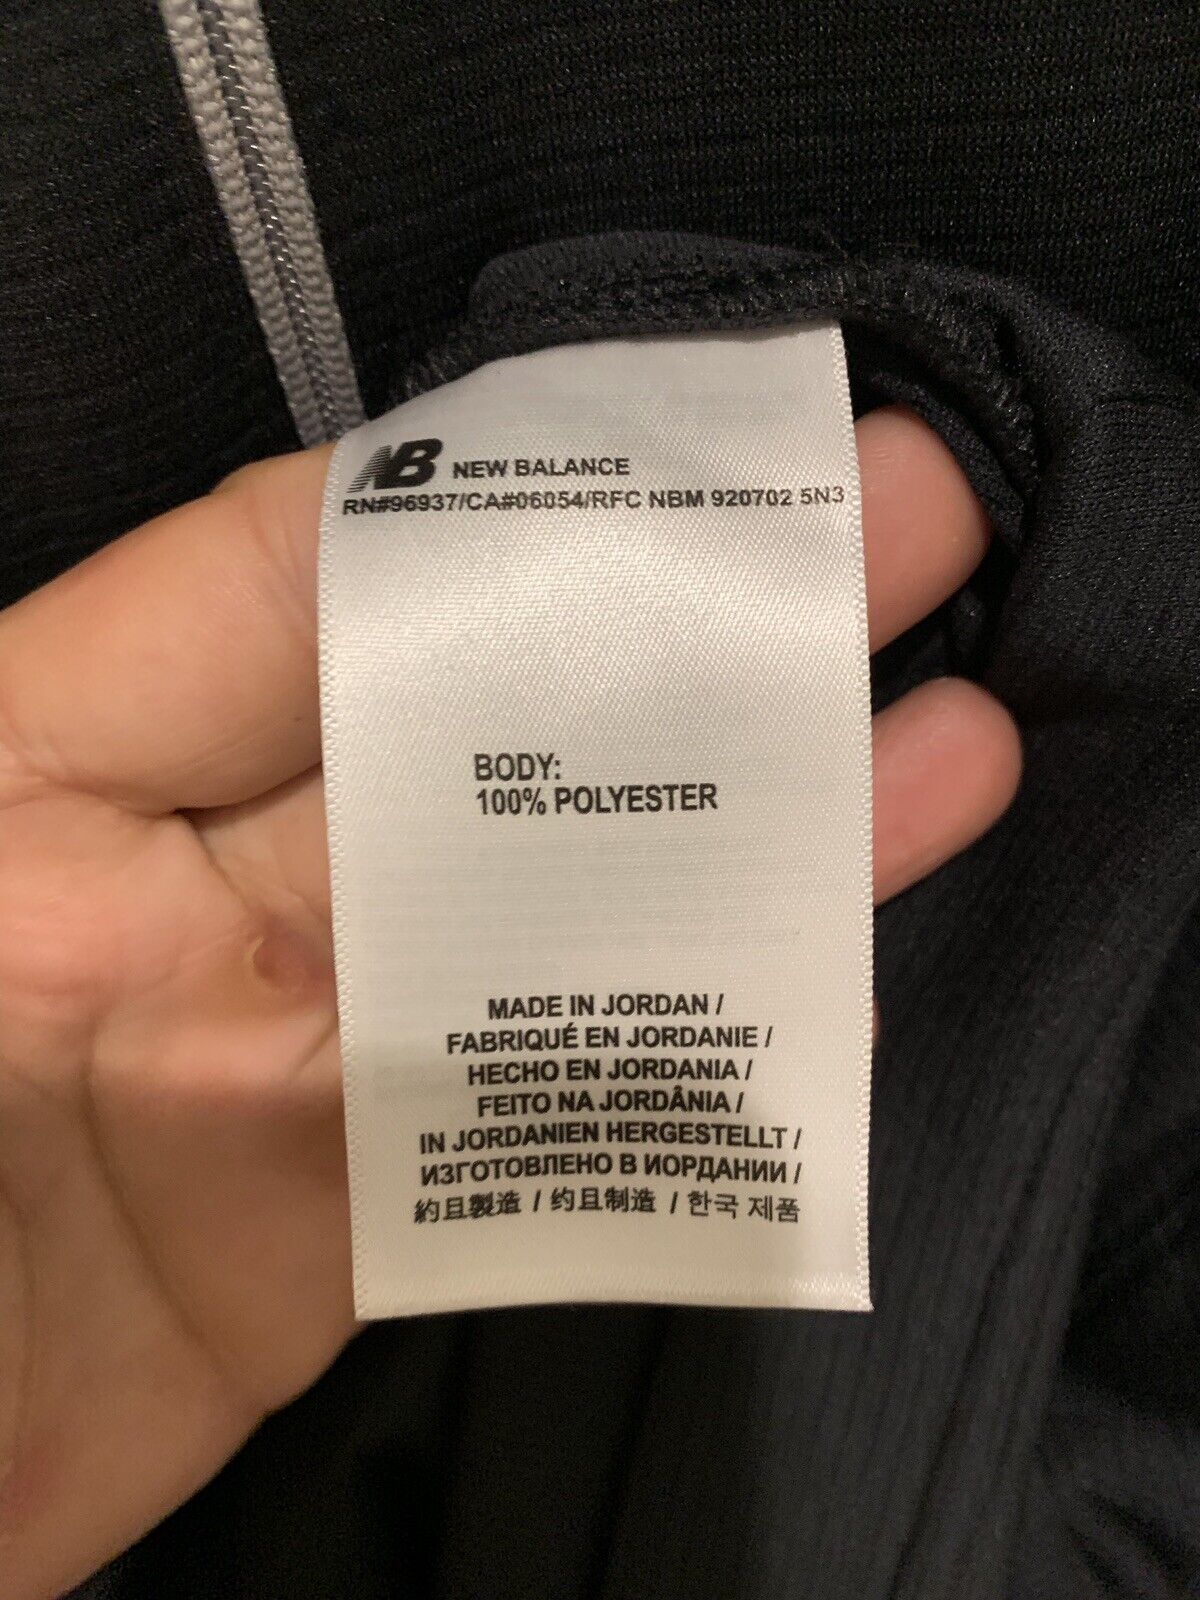 NB NEW BALANCE
RN#96937/CA#06054/RFC NBM 920702 5N3
BODY:
100% POLYESTER
MADE IN JORDAN /
FABRIQUÉ EN JORDANIE /
HECHO EN JORDANIA /
FEITO NA JORDÂNIA /
IN JORDANIEN HERGESTELLT /
ИЗГОТОВЛЕНО В ИОРДАНИИ /
約旦製造 / 约旦制造 / 한국 제품